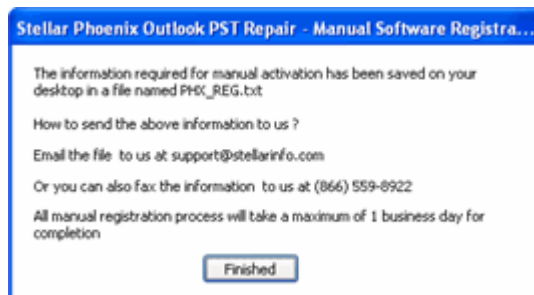 Stellar Phoenix Outlook PST Repair - Manual Software Registra...
The information required for manual activation has been saved on your
desktop in a file named PHX_REG.txt
How to send the above information to us ?
Email the file to us at support@stellarinfo.com
Or you can also fax the information to us at (866) 559-8922
All manual registration process will take a maximum of 1 business day for
completion
Finished